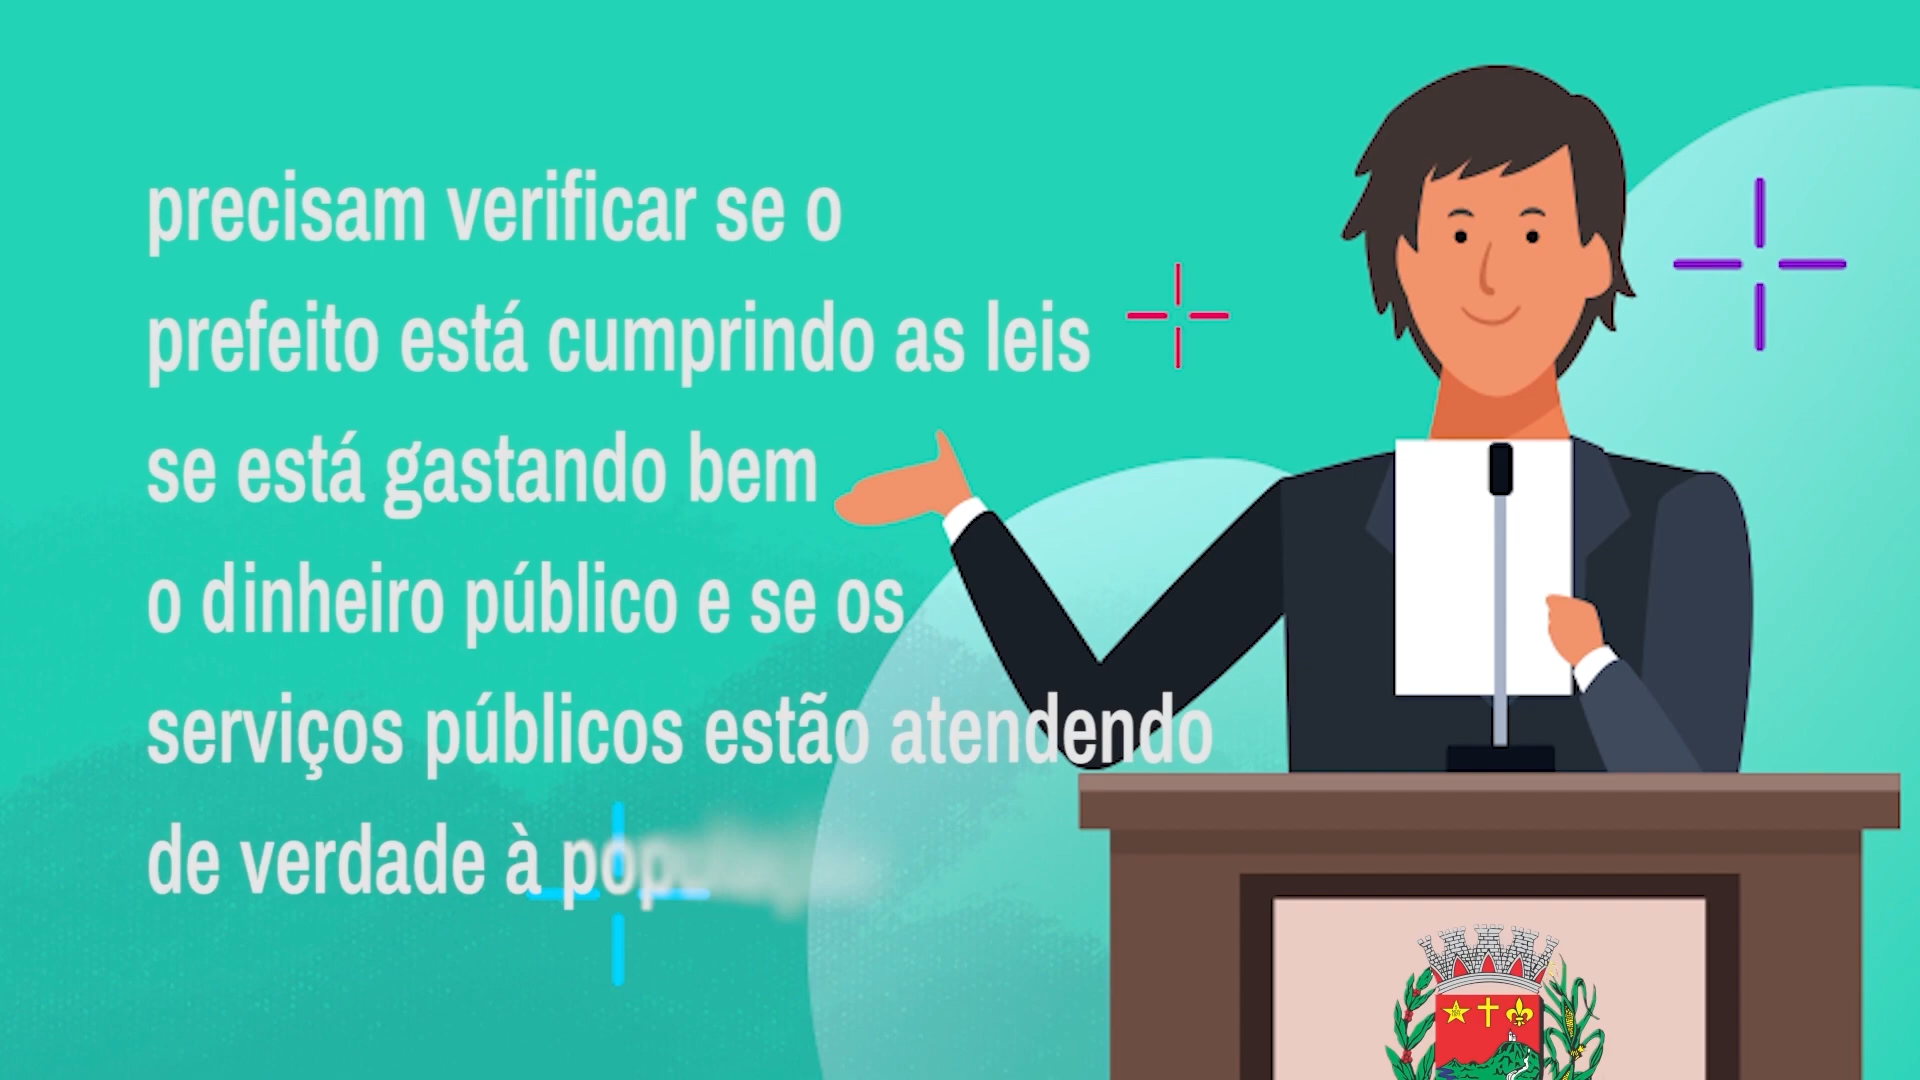 precisam verificar se o
prefeito está cumprindo as leis
se está gastando bem
o dinheiro público e se os
serviços públicos estão atendendo
de verdade à